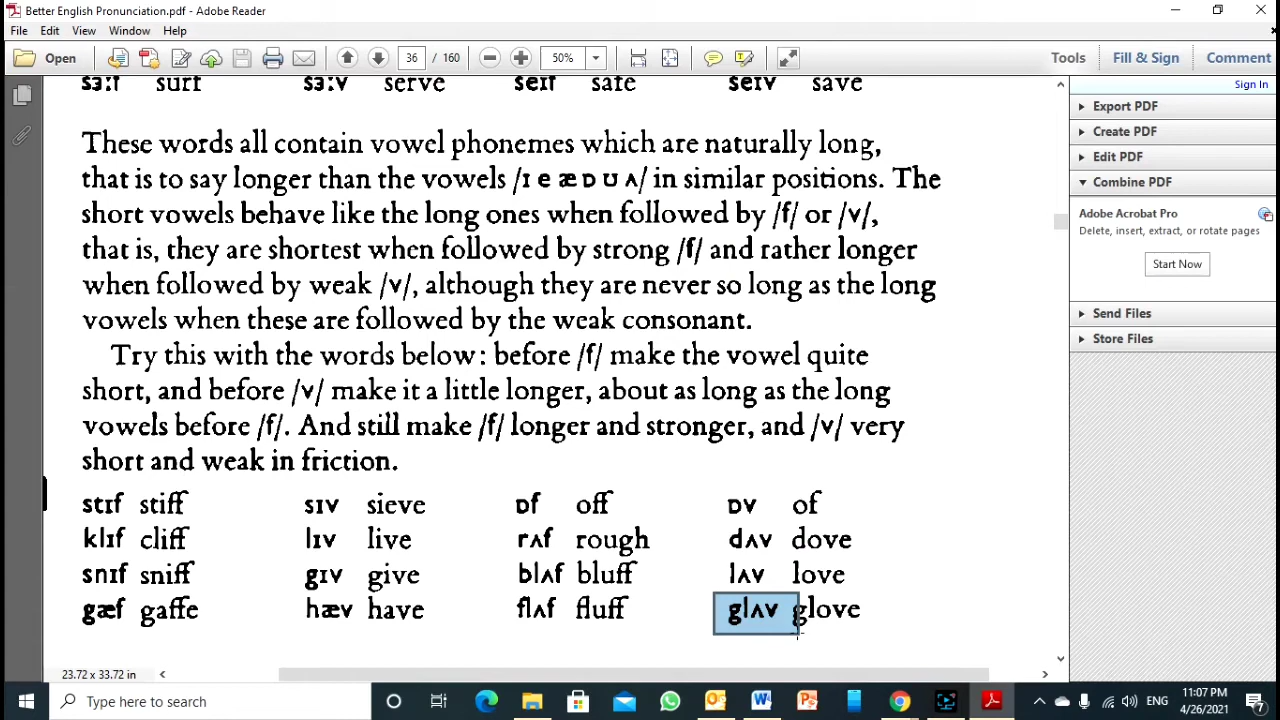 Better English Pronunciation.pdf - Adobe Reader
File Edit View Window Help
Open 36 / 160 50% Tools Fill & Sign Comment
Sign In
sɜːf surf sɜːv serve seɪf safe seɪv save
These words all contain vowel phonemes which are naturally long,
that is to say longer than the vowels /ɪ e æ ɒ ʊ ʌ/ in similar positions. The
short vowels behave like the long ones when followed by /f/ or /v/,
that is, they are shortest when followed by strong /f/ and rather longer
when followed by weak /v/, although they are never so long as the long
vowels when these are followed by the weak consonant.
Try this with the words below: before /f/ make the vowel quite
short, and before /v/ make it a little longer, about as long as the long
vowels before /f/. And still make /f/ longer and stronger, and /v/ very
short and weak in friction.
stɪf stiff sɪv sieve ɒf off ɒv of
klɪf cliff lɪv live rʌf rough dʌv dove
snɪf sniff gɪv give blʌf bluff lʌv love
gæf gaffe hæv have flʌf fluff glʌv glove
Export PDF
Create PDF
Edit PDF
Combine PDF
Adobe Acrobat Pro
Delete, insert, extract, or rotate pages
Start Now
Send Files
Store Files
23.72 x 33.72 in
Type here to search
ENG
11:07 PM
4/26/2021
7